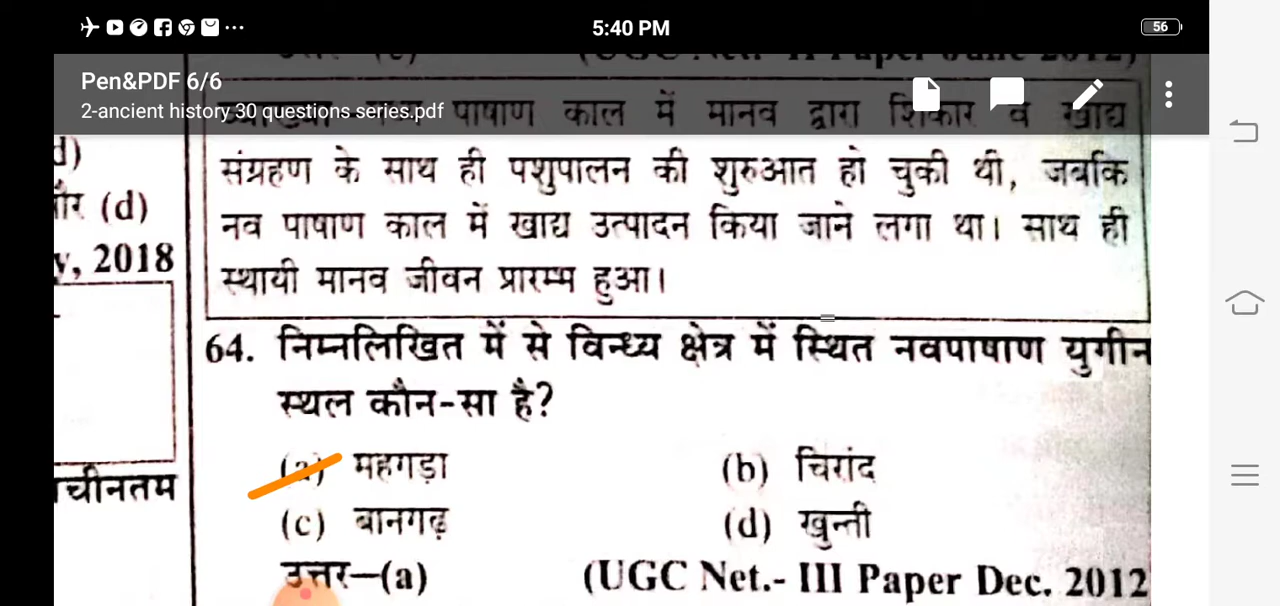 5:40 PM
56
Pen&PDF 6/6
2-ancient history 30 questions series.pdf
पाषाण काल में मानव द्वारा शिकार व खाद्य
संग्रहण के साथ ही पशुपालन की शुरुआत हो चुकी थी, जबकि
नव पाषाण काल में खाद्य उत्पादन किया जाने लगा था। साथ ही
स्थायी मानव जीवन प्रारम्भ हुआ।
d)
(d)
2018
चीनतम
64. निम्नलिखित में से विन्ध्य क्षेत्र में स्थित नवपाषाण युगीन
स्थल कौन-सा है?
(a) महगड़ा (b) चिरांद
(c) बानगढ़ (d) खुन्ती
उत्तर–(a) (UGC Net.- III Paper Dec. 2012